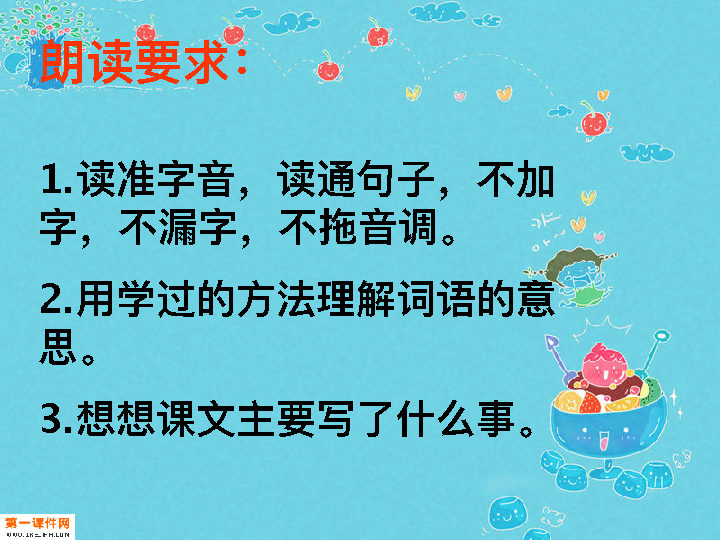 朗读要求：
1.读准字音，读通句子，不加
字，不漏字，不拖音调。
2.用学过的方法理解词语的意
思。
3.想想课文主要写了什么事。
第一课件网
WWW.1KEJIAN.COM